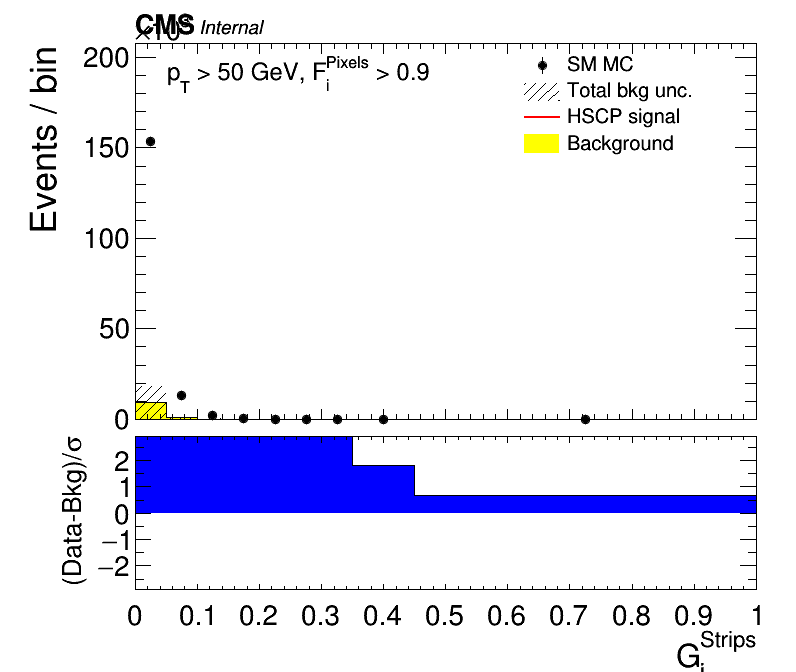 CMS Internal
×10³
Events / bin
200
150
100
50
0
p_T > 50 GeV, F_i^Pixels > 0.9
SM MC
Total bkg unc.
HSCP signal
Background
(Data-Bkg)/σ
2
1
0
−1
−2
0 0.1 0.2 0.3 0.4 0.5 0.6 0.7 0.8 0.9 1
G_i^Strips